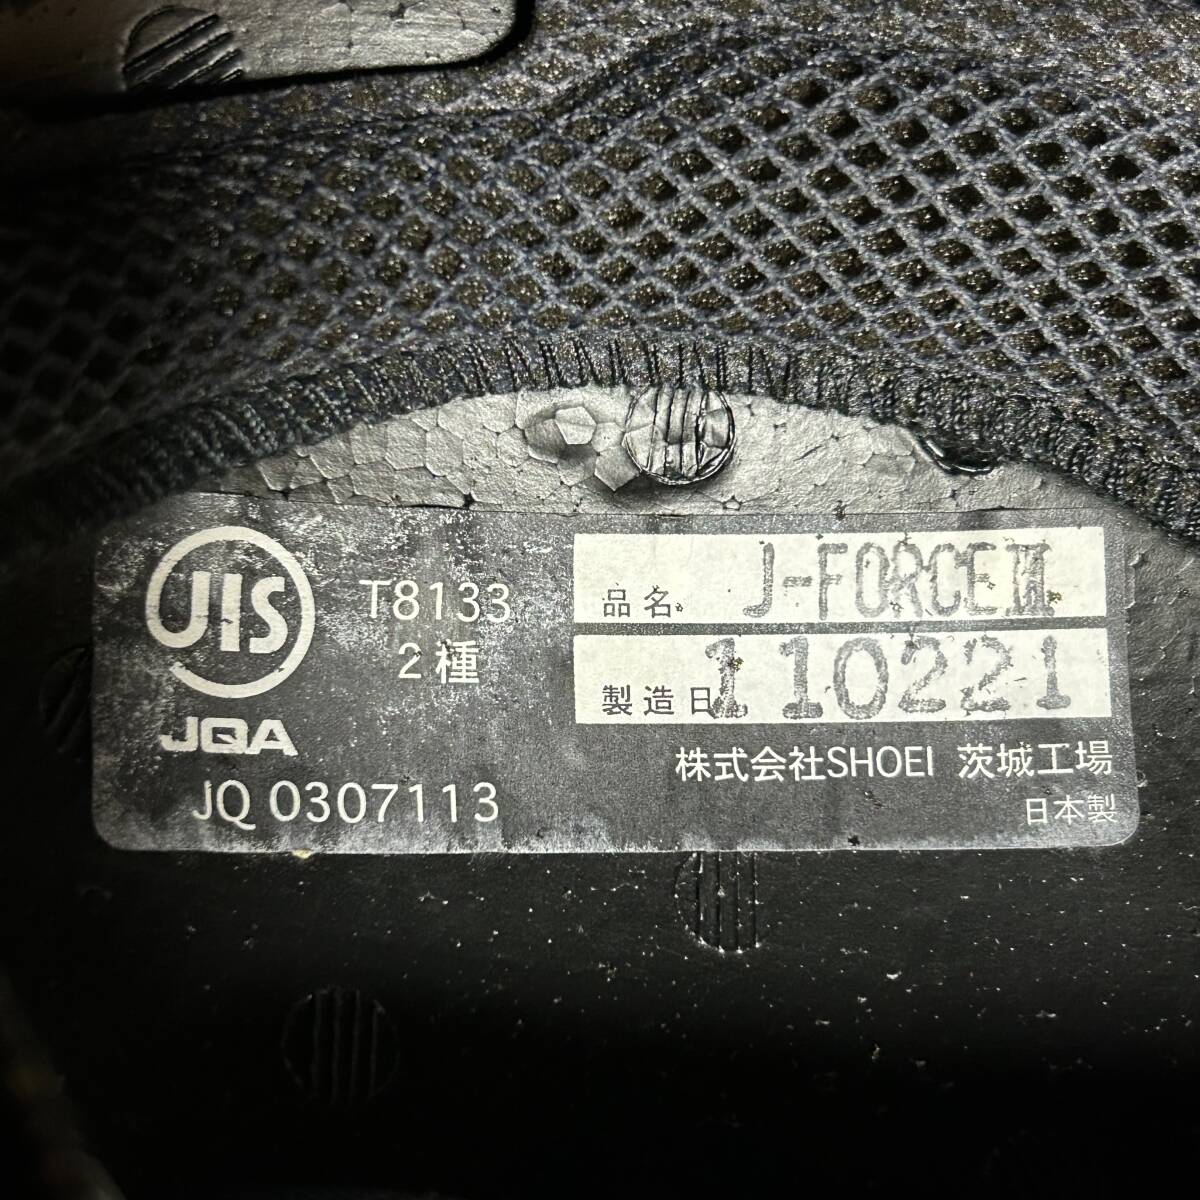 JIS
JQA
T8133
2種
JQ 0307113
品名 J-FORCEⅢ
製造日 110221
株式会社SHOEI 茨城工場
日本製